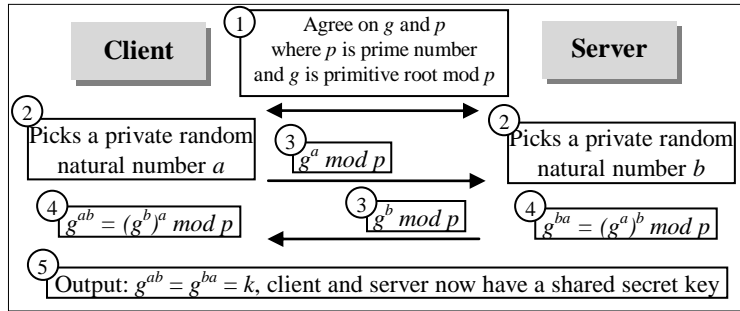 1
Agree on g and p
where p is prime number
and g is primitive root mod p
Client
Server
2
Picks a private random
natural number a
3
g^a mod p
2
Picks a private random
natural number b
4
g^ab = (g^b)^a mod p
3
g^b mod p
4
g^ba = (g^a)^b mod p
5
Output: g^ab = g^ba = k, client and server now have a shared secret key